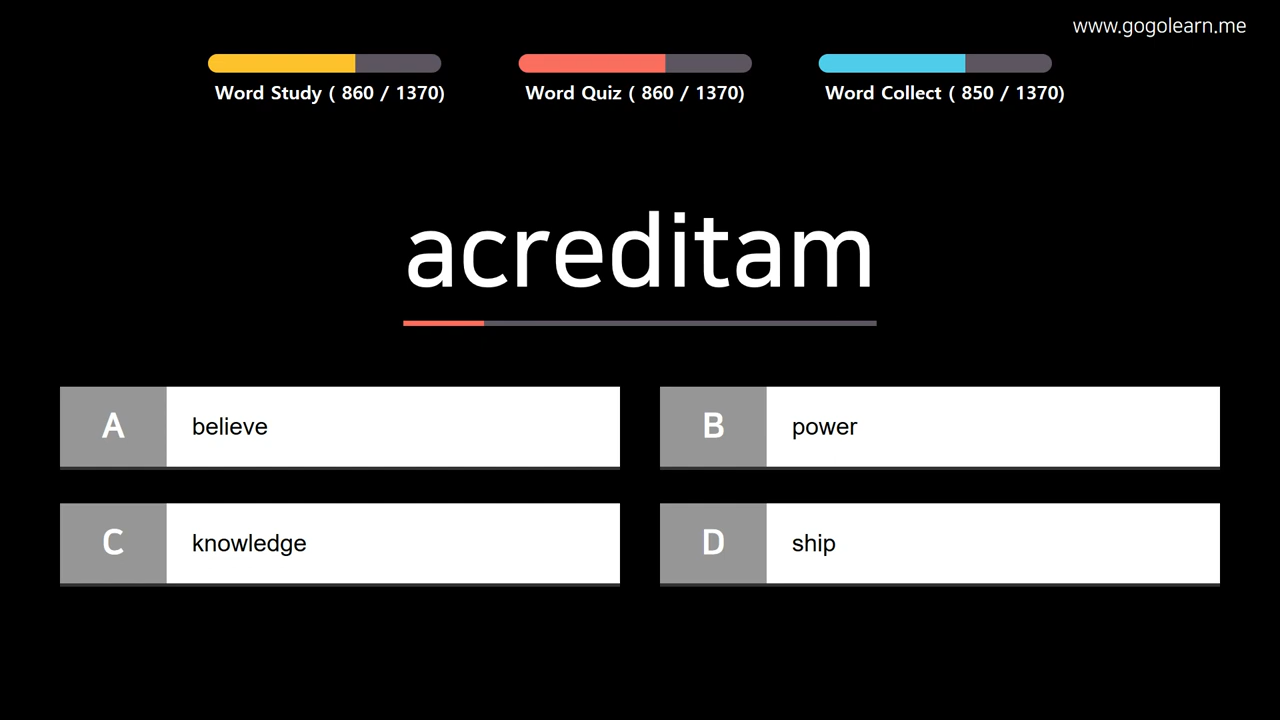 www.gogolearn.me
Word Study ( 860 / 1370)
Word Quiz ( 860 / 1370)
Word Collect ( 850 / 1370)
acreditam
A believe
B power
C knowledge
D ship